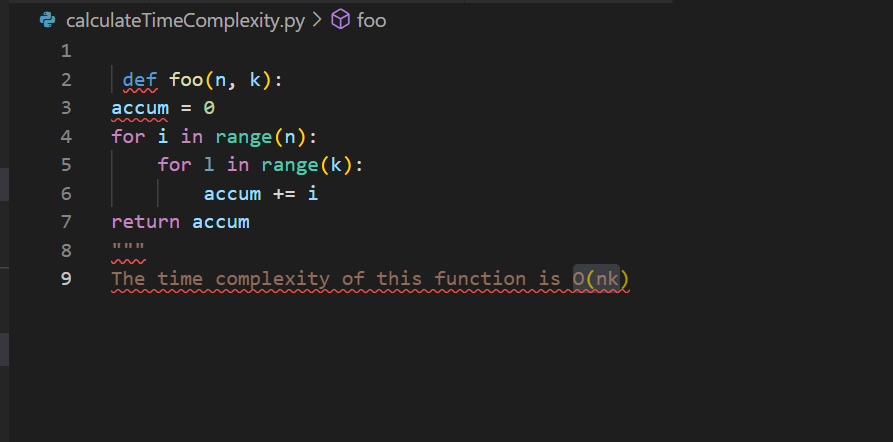 calculateTimeComplexity.py > foo
1
2 def foo(n, k):
3 accum = 0
4 for i in range(n):
5 for l in range(k):
6 accum += i
7 return accum
8 """
9 The time complexity of this function is O(nk)